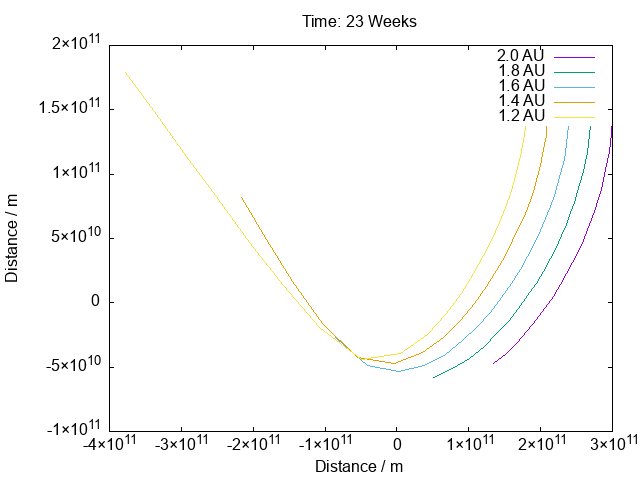 Time: 23 Weeks
2×10¹¹
1.5×10¹¹
1×10¹¹
5×10¹⁰
0
-5×10¹⁰
-1×10¹¹
Distance / m
2.0 AU
1.8 AU
1.6 AU
1.4 AU
1.2 AU
-4×10¹¹ -3×10¹¹ -2×10¹¹ -1×10¹¹ 0 1×10¹¹ 2×10¹¹ 3×10¹¹
Distance / m